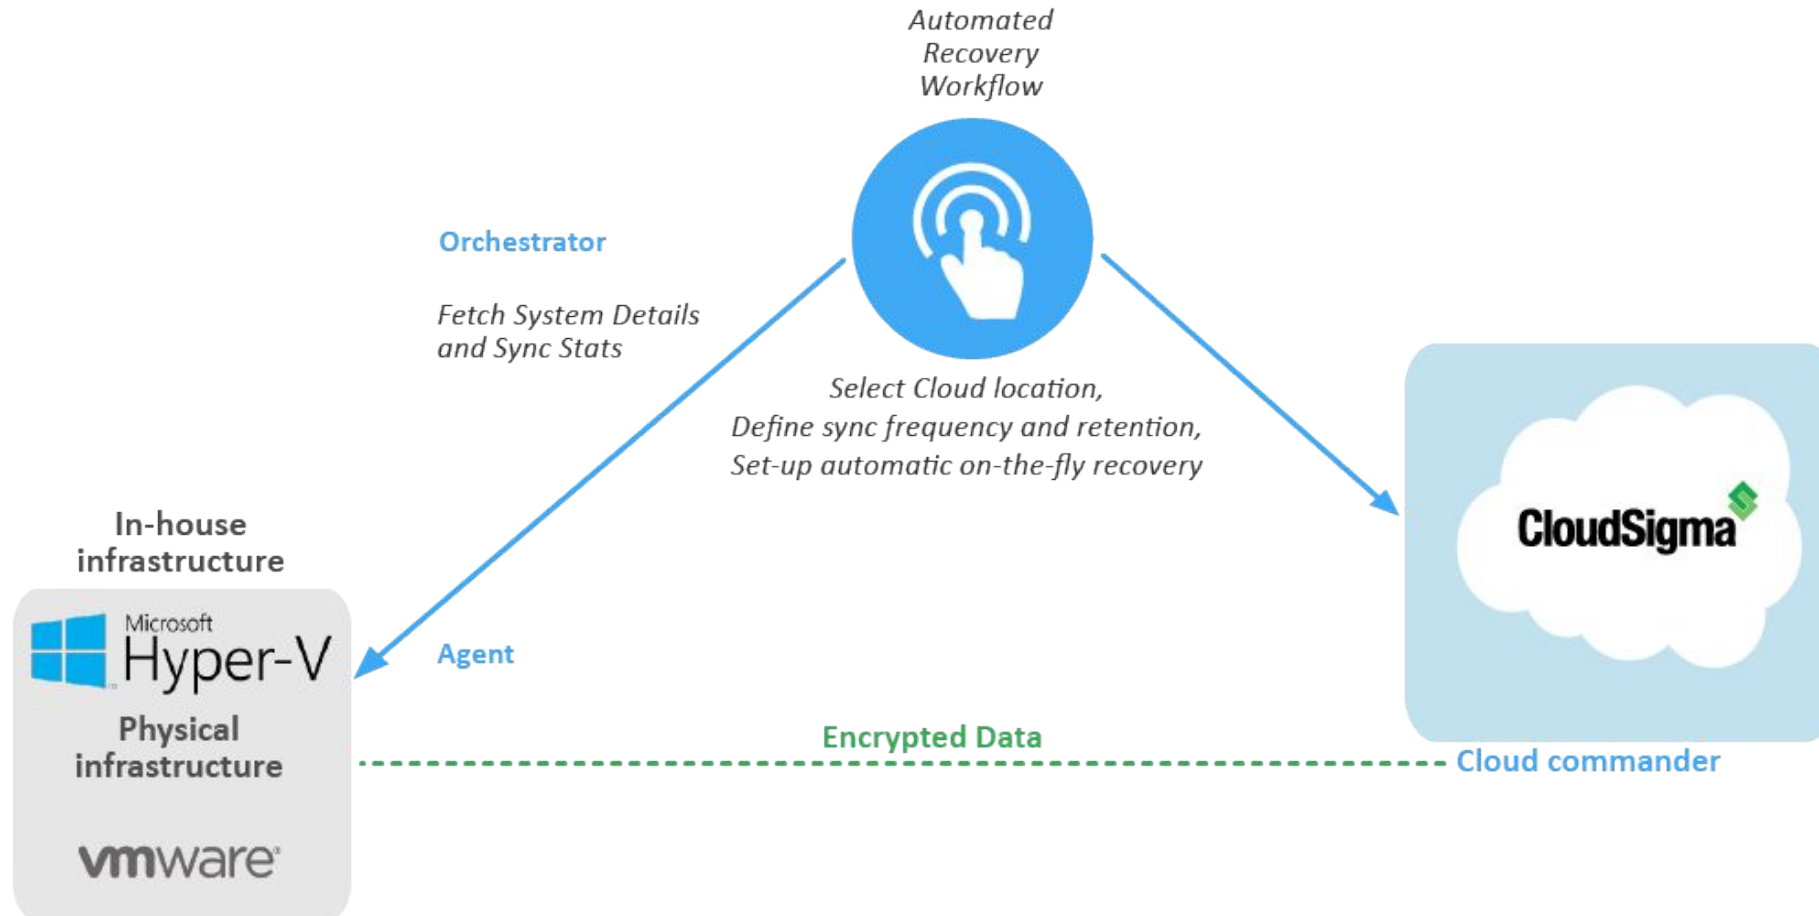 Automated
Recovery
Workflow
Orchestrator
Fetch System Details
and Sync Stats
Select Cloud location,
Define sync frequency and retention,
Set-up automatic on-the-fly recovery
CloudSigma
In-house
infrastructure
Microsoft
Hyper-V
Physical
infrastructure
vmware®
Agent
Encrypted Data
Cloud commander